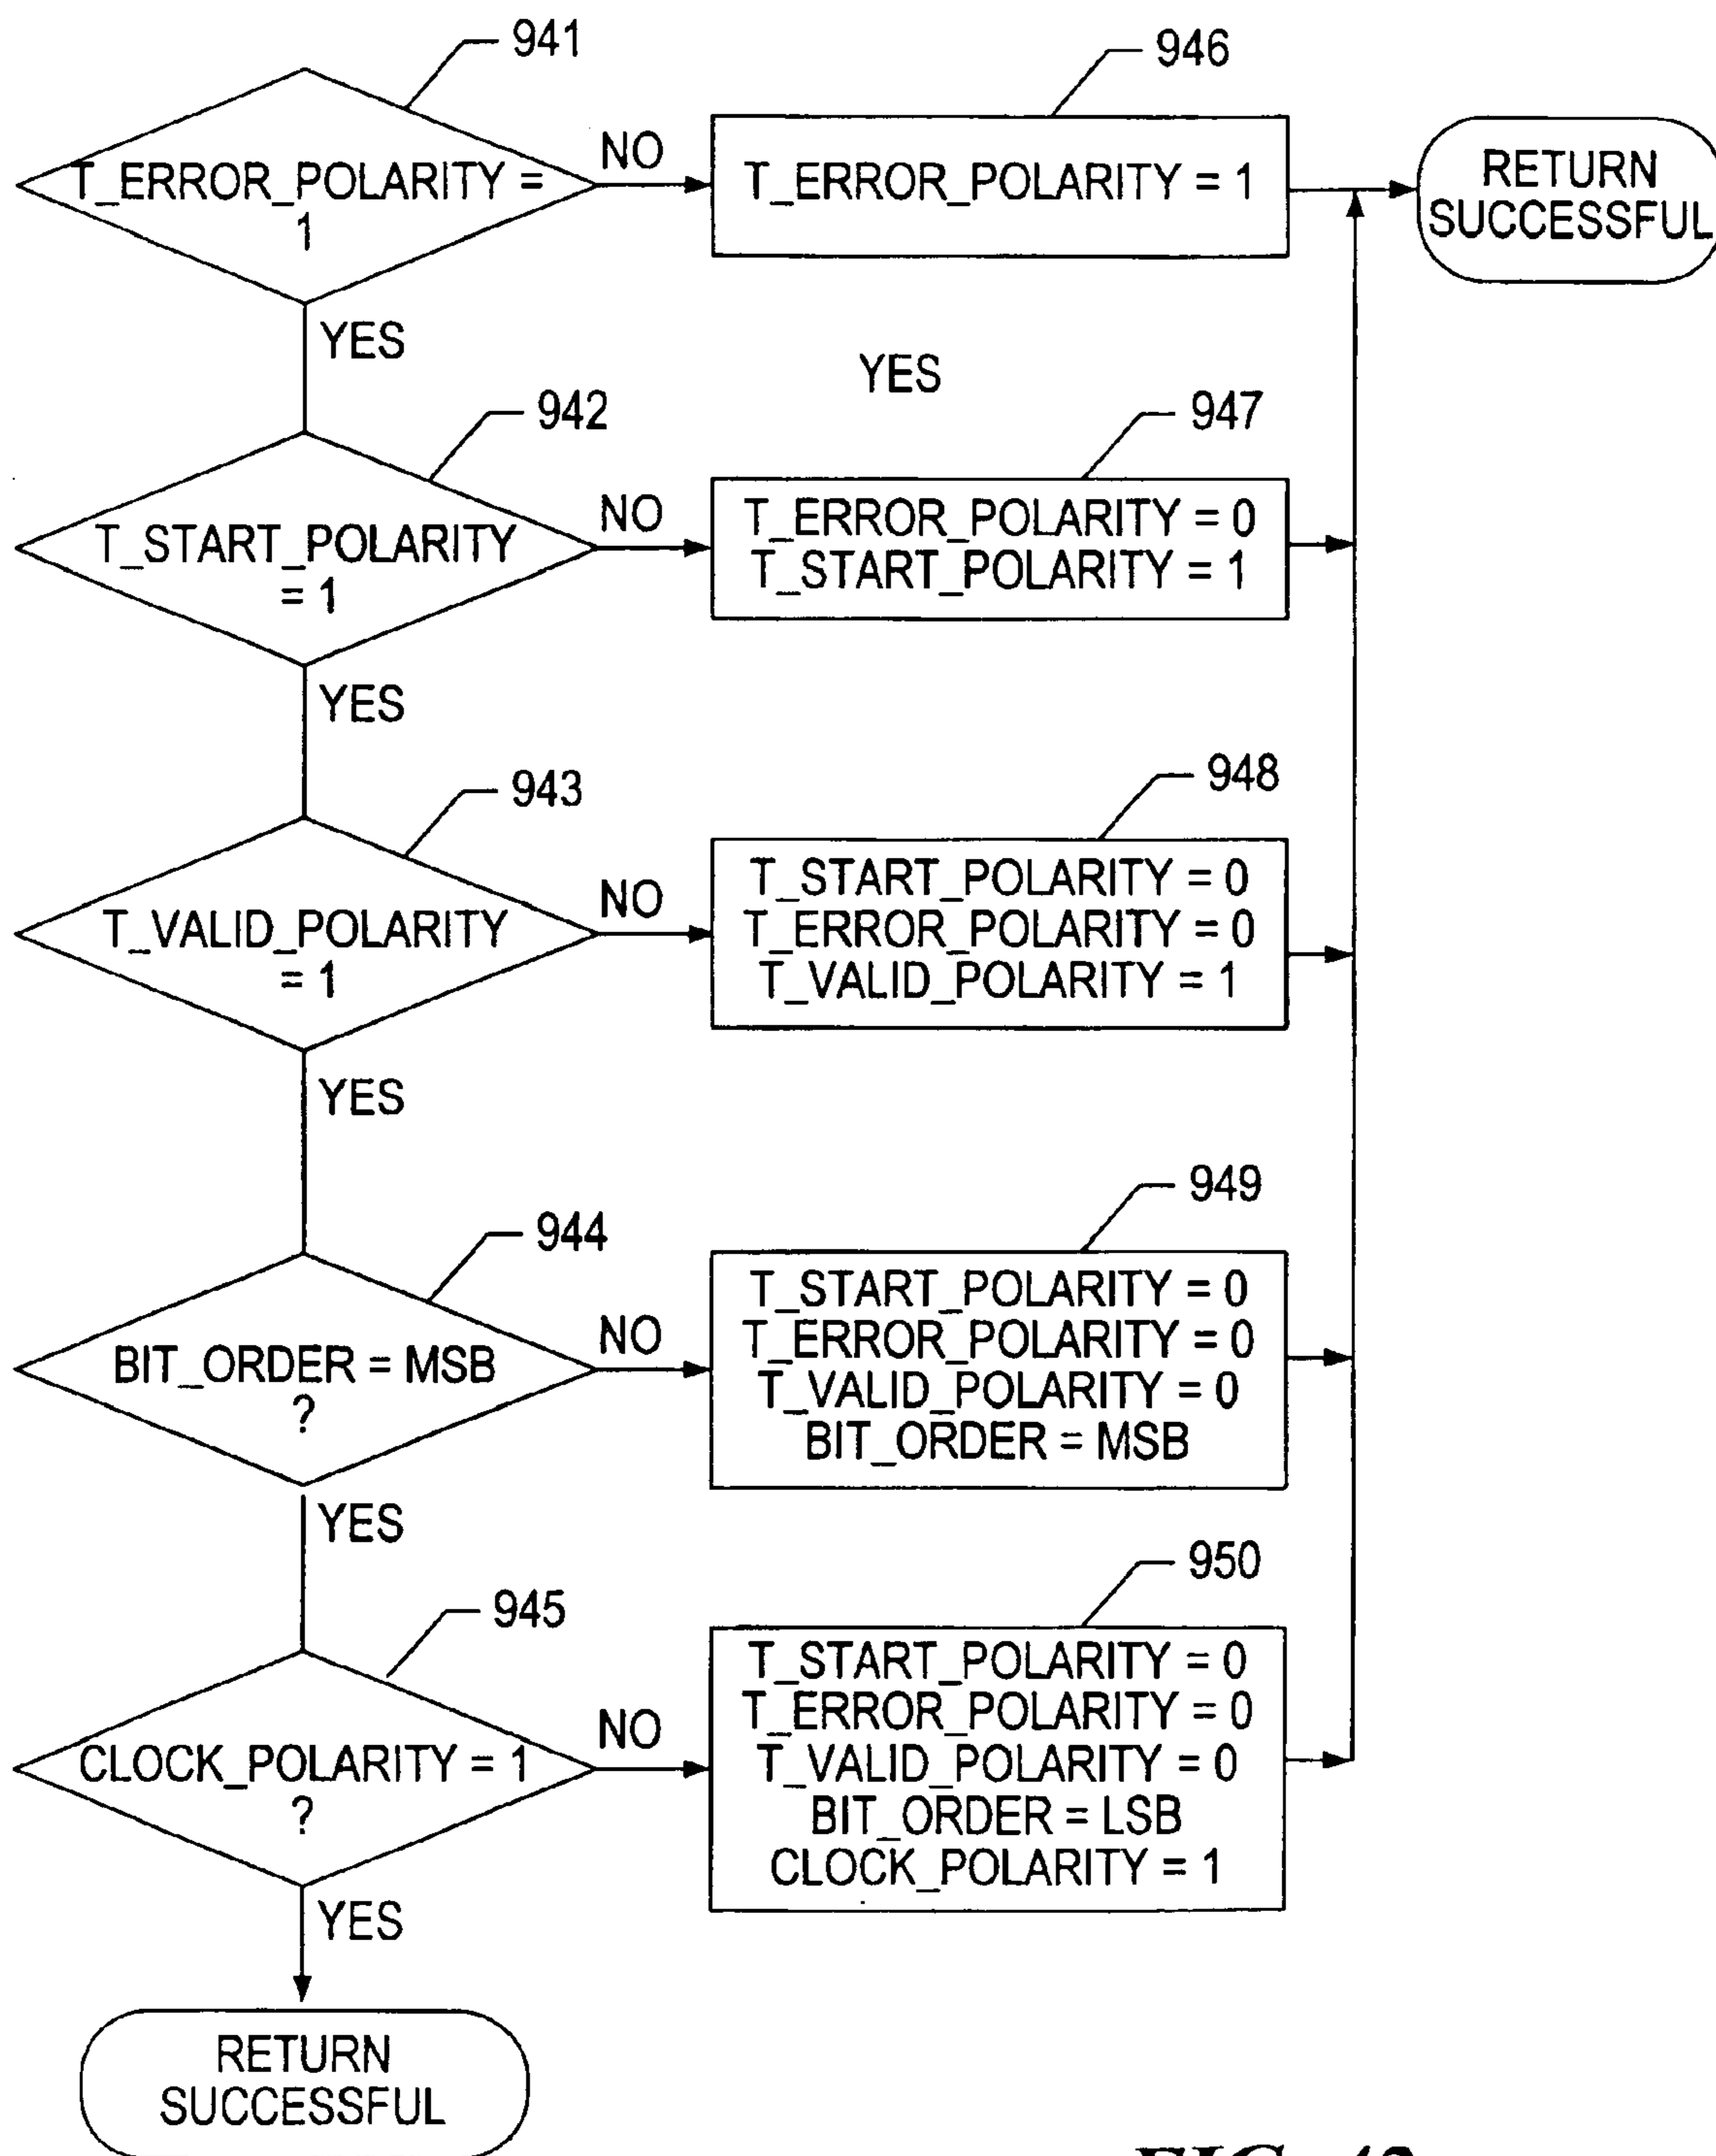 941
946
T_ERROR_POLARITY =
1
NO
T_ERROR_POLARITY = 1
RETURN
SUCCESSFUL
YES
YES
942
947
T_START_POLARITY
= 1
NO
T_ERROR_POLARITY = 0
T_START_POLARITY = 1
YES
943
948
T_VALID_POLARITY
= 1
NO
T_START_POLARITY = 0
T_ERROR_POLARITY = 0
T_VALID_POLARITY = 1
YES
944
949
BIT_ORDER = MSB
?
NO
T_START_POLARITY = 0
T_ERROR_POLARITY = 0
T_VALID_POLARITY = 0
BIT_ORDER = MSB
YES
945
950
CLOCK_POLARITY = 1
?
NO
T_START_POLARITY = 0
T_ERROR_POLARITY = 0
T_VALID_POLARITY = 0
BIT_ORDER = LSB
CLOCK_POLARITY = 1
YES
RETURN
SUCCESSFUL